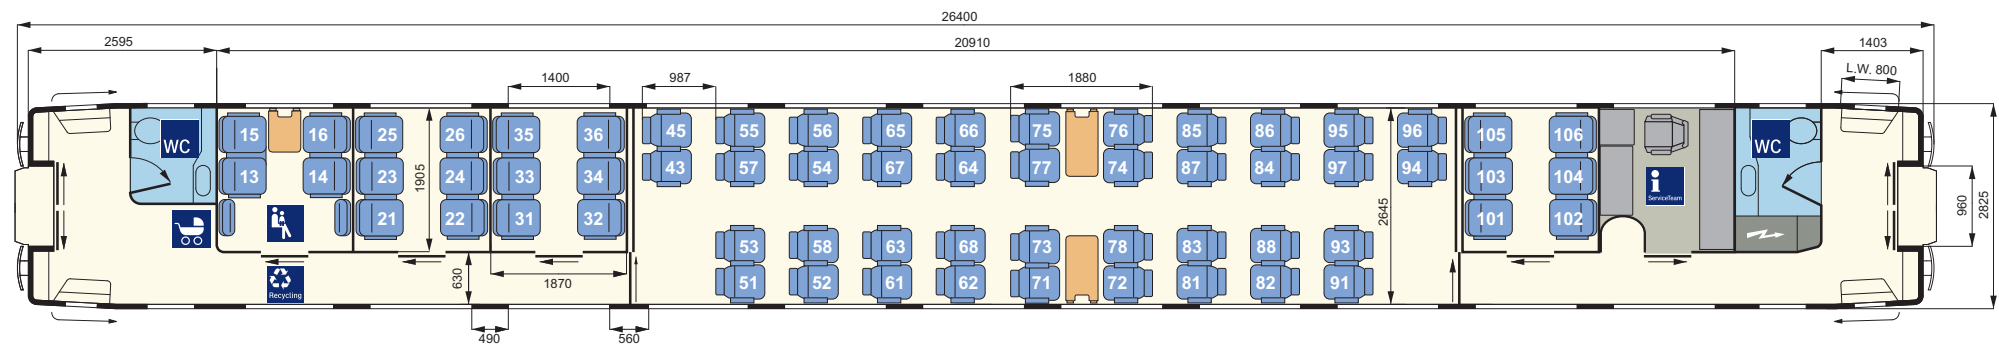 26400
2595 20910 1403
1400 987 1880 L.W. 800
WC 15 16 25 26 35 36 45 55 56 65 66 75 76 85 86 95 96 105 106 WC
13 14 23 24 1905 33 34 43 57 54 67 64 77 74 87 84 97 94 103 104 i
ServiceTeam
21 22 31 32 2645 101 102 960 2825
53 58 63 68 73 78 83 88 93
Recycling 630 1870 51 52 61 62 71 72 81 82 91
490 560